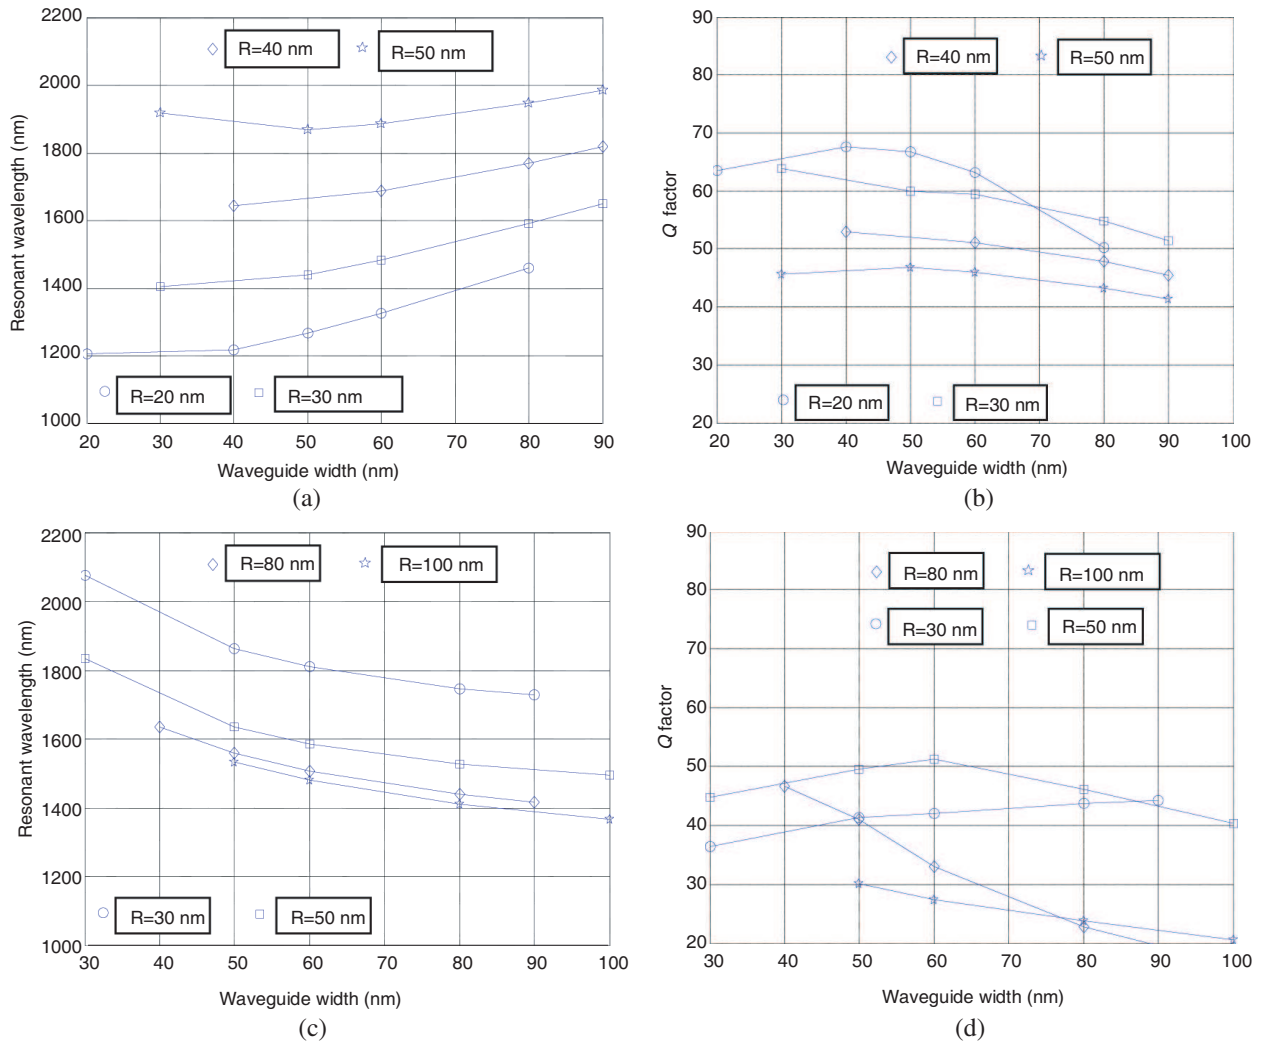 2200
2000
1800
1600
1400
1200
1000
Resonant wavelength (nm)
R=40 nm
R=50 nm
R=20 nm
R=30 nm
20 30 40 50 60 70 80 90
Waveguide width (nm)
(a)
90
80
70
60
50
40
30
20
Q factor
R=40 nm
R=50 nm
R=20 nm
R=30 nm
20 30 40 50 60 70 80 90 100
Waveguide width (nm)
(b)
2200
2000
1800
1600
1400
1200
1000
Resonant wavelength (nm)
R=80 nm
R=100 nm
R=30 nm
R=50 nm
30 40 50 60 70 80 90 100
Waveguide width (nm)
(c)
90
80
70
60
50
40
30
20
Q factor
R=80 nm
R=100 nm
R=30 nm
R=50 nm
30 40 50 60 70 80 90 100
Waveguide width (nm)
(d)